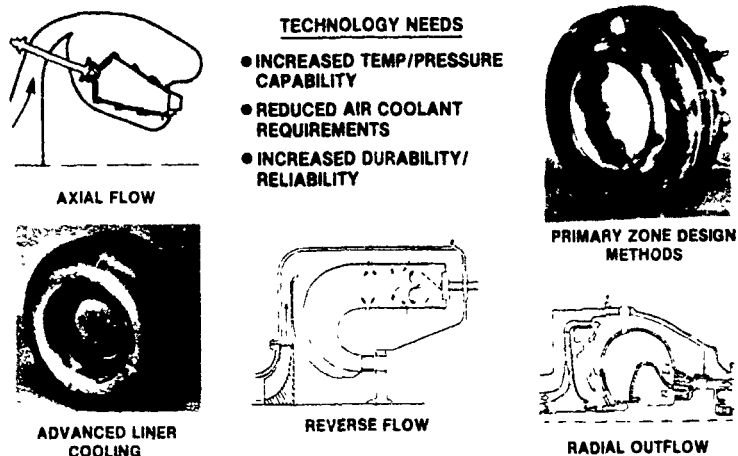 TECHNOLOGY NEEDS
● INCREASED TEMP/PRESSURE
CAPABILITY
● REDUCED AIR COOLANT
REQUIREMENTS
● INCREASED DURABILITY/
RELIABILITY
AXIAL FLOW
PRIMARY ZONE DESIGN
METHODS
ADVANCED LINER
COOLING
REVERSE FLOW
RADIAL OUTFLOW